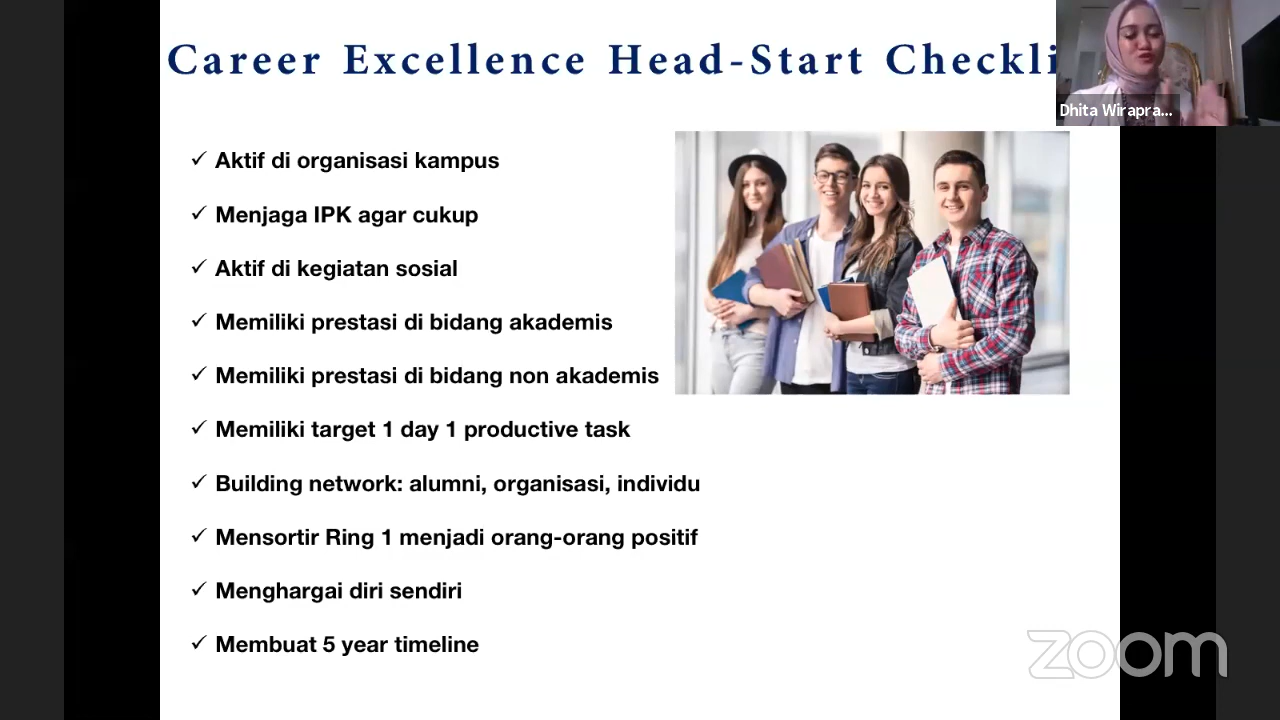 Career Excellence Head-Start Checkli
Dhita Wirapra...
Aktif di organisasi kampus
Menjaga IPK agar cukup
Aktif di kegiatan sosial
Memiliki prestasi di bidang akademis
Memiliki prestasi di bidang non akademis
Memiliki target 1 day 1 productive task
Building network: alumni, organisasi, individu
Mensortir Ring 1 menjadi orang-orang positif
Menghargai diri sendiri
Membuat 5 year timeline
zoom